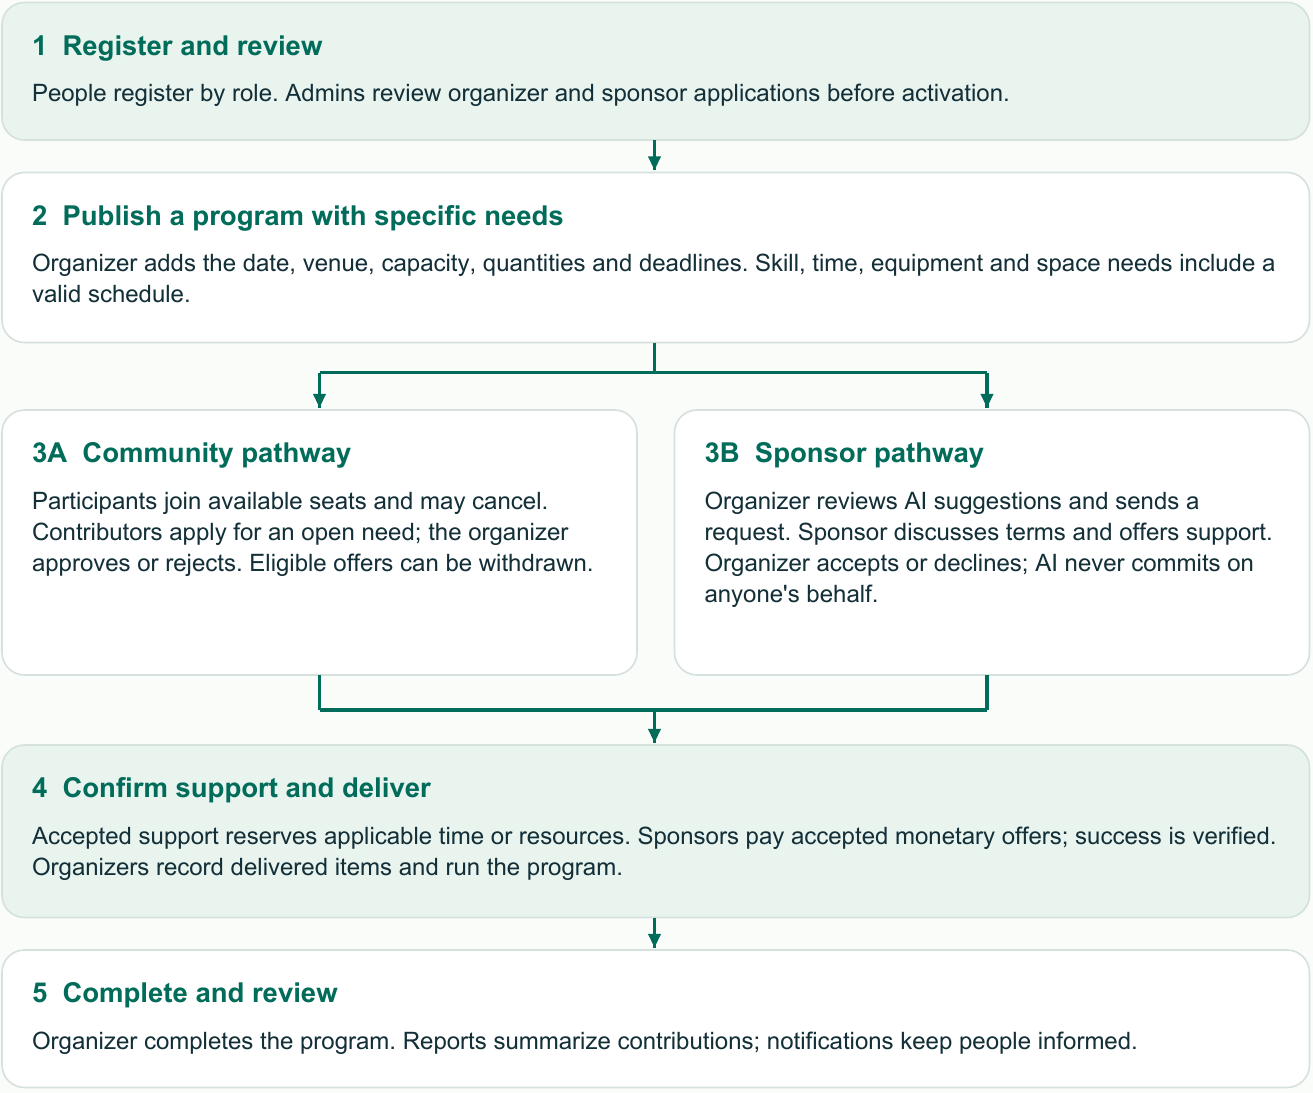 1 Register and review
People register by role. Admins review organizer and sponsor applications before activation.
2 Publish a program with specific needs
Organizer adds the date, venue, capacity, quantities and deadlines. Skill, time, equipment and space needs include a
valid schedule.
3A Community pathway
Participants join available seats and may cancel.
Contributors apply for an open need; the organizer
approves or rejects. Eligible offers can be withdrawn.
3B Sponsor pathway
Organizer reviews AI suggestions and sends a
request. Sponsor discusses terms and offers support.
Organizer accepts or declines; AI never commits on
anyone's behalf.
4 Confirm support and deliver
Accepted support reserves applicable time or resources. Sponsors pay accepted monetary offers; success is verified.
Organizers record delivered items and run the program.
5 Complete and review
Organizer completes the program. Reports summarize contributions; notifications keep people informed.